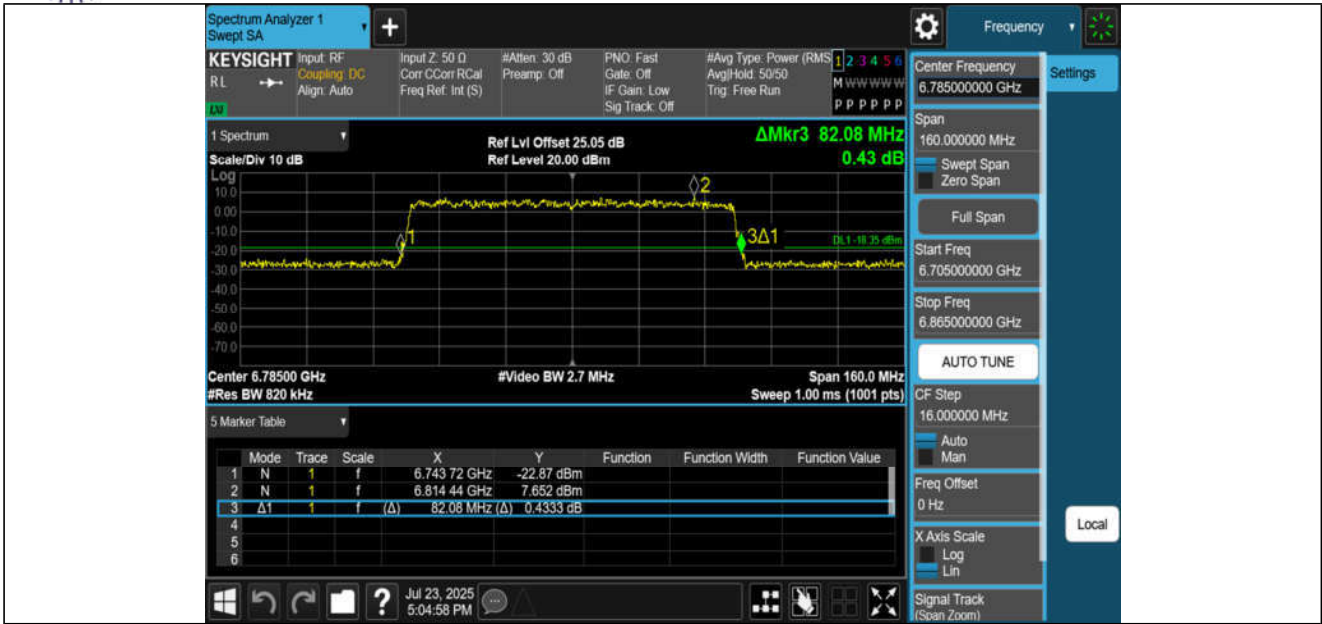 Spectrum Analyzer 1
Swept SA
+
Frequency
KEYSIGHT
RL
LXI
Input: RF
Coupling: DC
Align: Auto
Input Z: 50 Ω
Corr CCorr RCal
Freq Ref: Int (S)
#Atten: 30 dB
Preamp: Off
PNO: Fast
Gate: Off
IF Gain: Low
Sig Track: Off
#Avg Type: Power (RMS
Avg|Hold: 50/50
Trig: Free Run
1 2 3 4 5 6
M W W W W W
P P P P P P
1 Spectrum
Scale/Div 10 dB
Ref Lvl Offset 25.05 dB
Ref Level 20.00 dBm
ΔMkr3 82.08 MHz
0.43 dB
Log
10.0
0.00
-10.0
-20.0
-30.0
-40.0
-50.0
-60.0
-70.0
1
2
3Δ1
DL1 -18.35 dBm
Center 6.78500 GHz
#Res BW 820 kHz
#Video BW 2.7 MHz
Span 160.0 MHz
Sweep 1.00 ms (1001 pts)
5 Marker Table
Mode Trace Scale X Y Function Function Width Function Value
1 N 1 f 6.743 72 GHz -22.87 dBm
2 N 1 f 6.814 44 GHz 7.652 dBm
3 Δ1 1 f (Δ) 82.08 MHz (Δ) 0.4333 dB
4
5
6
?
Jul 23, 2025
5:04:58 PM
Center Frequency
6.785000000 GHz
Span
160.000000 MHz
Swept Span
Zero Span
Full Span
Start Freq
6.705000000 GHz
Stop Freq
6.865000000 GHz
AUTO TUNE
CF Step
16.000000 MHz
Auto
Man
Freq Offset
0 Hz
X Axis Scale
Log
Lin
Signal Track
(Span Zoom)
Settings
Local